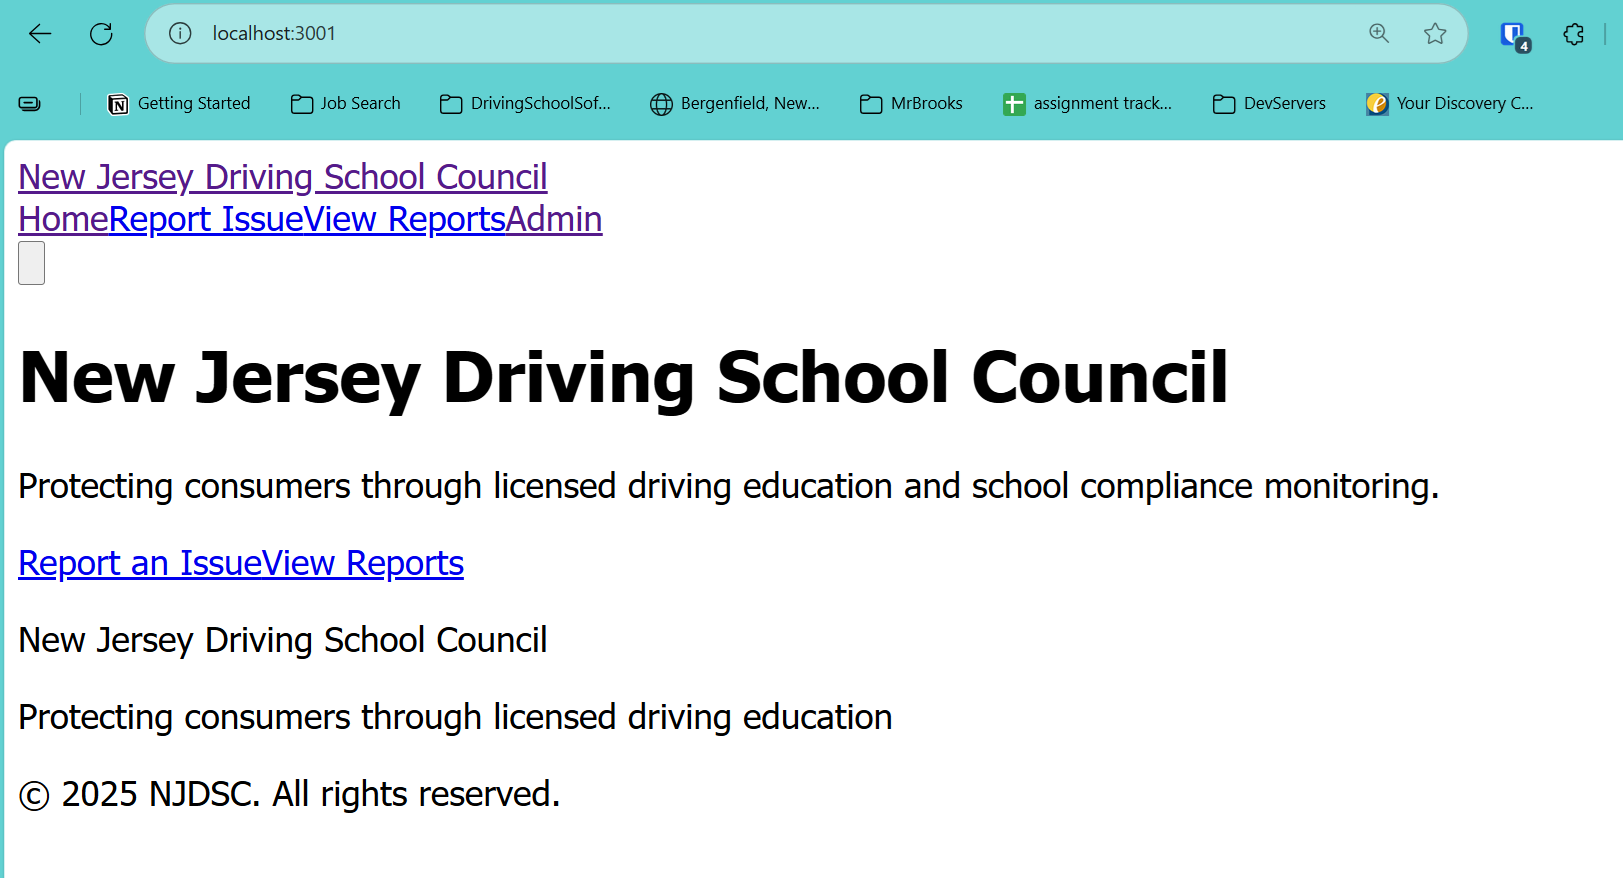 localhost:3001
4
Getting Started Job Search DrivingSchoolSof... Bergenfield, New... MrBrooks assignment track... DevServers Your Discovery C...
New Jersey Driving School Council
HomeReport IssueView ReportsAdmin
New Jersey Driving School Council
Protecting consumers through licensed driving education and school compliance monitoring.
Report an IssueView Reports
New Jersey Driving School Council
Protecting consumers through licensed driving education
© 2025 NJDSC. All rights reserved.